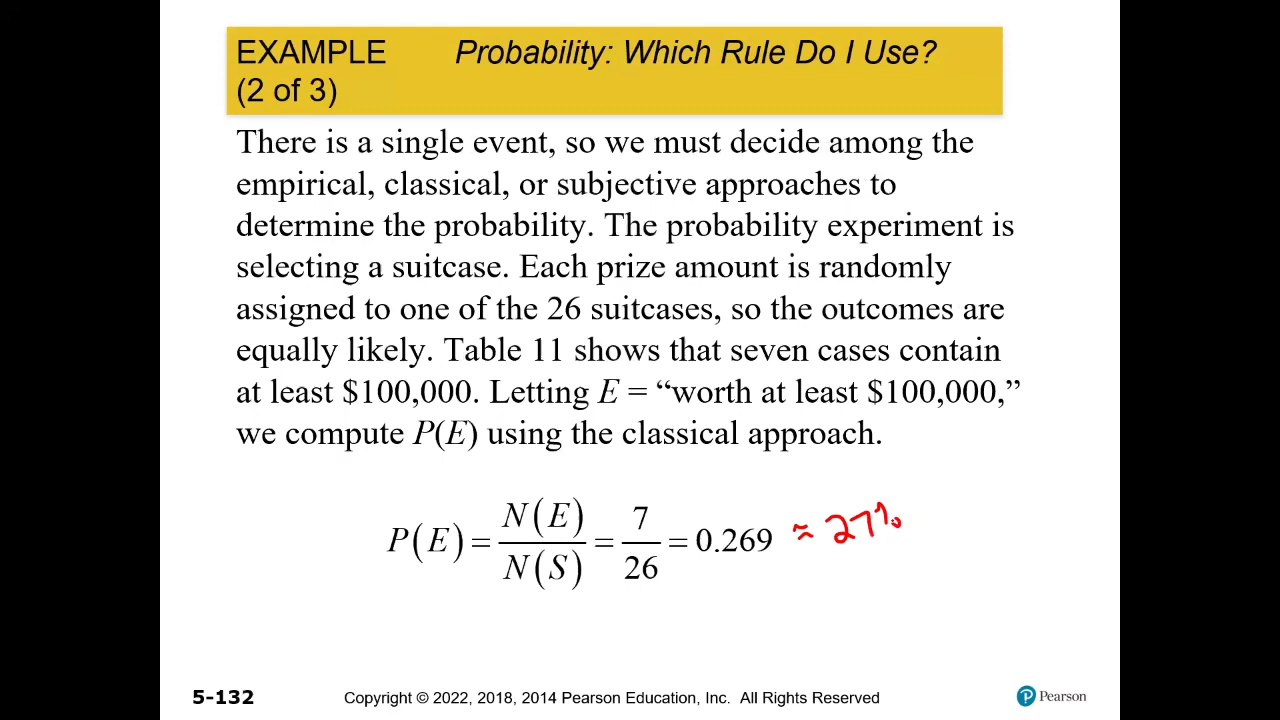 EXAMPLE Probability: Which Rule Do I Use?
(2 of 3)
There is a single event, so we must decide among the
empirical, classical, or subjective approaches to
determine the probability. The probability experiment is
selecting a suitcase. Each prize amount is randomly
assigned to one of the 26 suitcases, so the outcomes are
equally likely. Table 11 shows that seven cases contain
at least $100,000. Letting E = “worth at least $100,000,”
we compute P(E) using the classical approach.
P(E) = N(E)/N(S) = 7/26 = 0.269 ≈ 27%
5-132 Copyright © 2022, 2018, 2014 Pearson Education, Inc. All Rights Reserved P Pearson